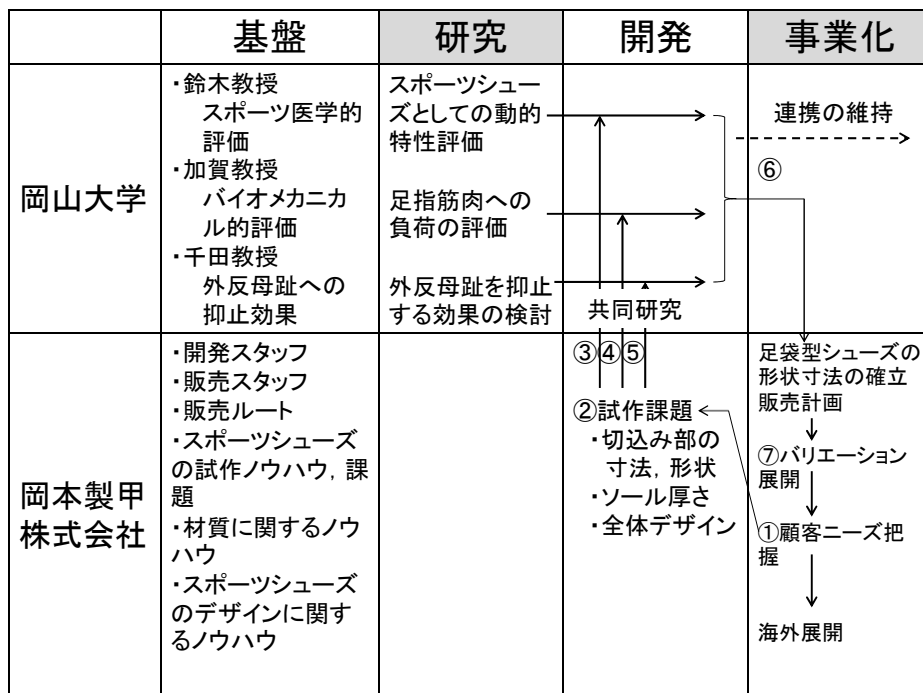 基盤
研究
開発
事業化
岡山大学
・鈴木教授
スポーツ医学的
評価
・加賀教授
バイオメカニカ
ル的評価
・千田教授
外反母趾への
抑止効果
スポーツシュー
ズとしての動的
特性評価
足指筋肉への
負荷の評価
外反母趾を抑止
する効果の検討
共同研究
連携の維持
⑥
岡本製甲
株式会社
・開発スタッフ
・販売スタッフ
・販売ルート
・スポーツシューズ
の試作ノウハウ，課
題
・材質に関するノウ
ハウ
・スポーツシューズ
のデザインに関す
るノウハウ
③④⑤
②試作課題
・切込み部の
寸法，形状
・ソール厚さ
・全体デザイン
足袋型シューズの
形状寸法の確立
販売計画
⑦バリエーション
展開
①顧客ニーズ把
握
海外展開